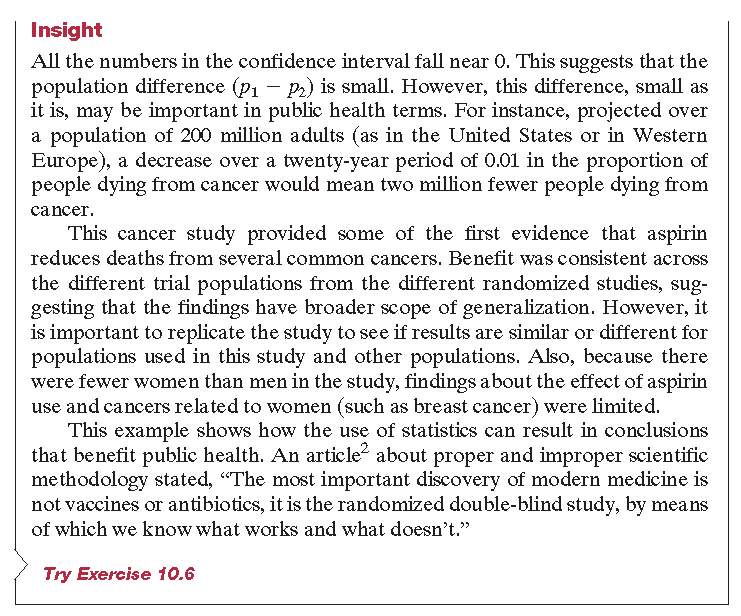 Insight
All the numbers in the confidence interval fall near 0. This suggests that the
population difference (p₁ − p₂) is small. However, this difference, small as
it is, may be important in public health terms. For instance, projected over
a population of 200 million adults (as in the United States or in Western
Europe), a decrease over a twenty-year period of 0.01 in the proportion of
people dying from cancer would mean two million fewer people dying from
cancer.
This cancer study provided some of the first evidence that aspirin
reduces deaths from several common cancers. Benefit was consistent across
the different trial populations from the different randomized studies, sug-
gesting that the findings have broader scope of generalization. However, it
is important to replicate the study to see if results are similar or different for
populations used in this study and other populations. Also, because there
were fewer women than men in the study, findings about the effect of aspirin
use and cancers related to women (such as breast cancer) were limited.
This example shows how the use of statistics can result in conclusions
that benefit public health. An article² about proper and improper scientific
methodology stated, “The most important discovery of modern medicine is
not vaccines or antibiotics, it is the randomized double-blind study, by means
of which we know what works and what doesn’t.”
Try Exercise 10.6